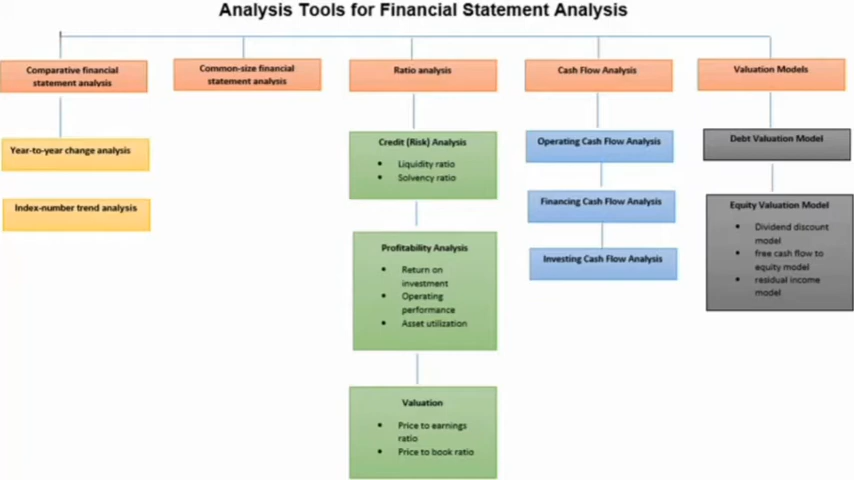 Analysis Tools for Financial Statement Analysis
Comparative financial
statement analysis
Common-size financial
statement analysis
Ratio analysis
Cash Flow Analysis
Valuation Models
Year-to-year change analysis
Index-number trend analysis
Credit (Risk) Analysis
• Liquidity ratio
• Solvency ratio
Profitability Analysis
• Return on
investment
• Operating
performance
• Asset utilization
Valuation
• Price to earnings
ratio
• Price to book ratio
Operating Cash Flow Analysis
Financing Cash Flow Analysis
Investing Cash Flow Analysis
Debt Valuation Model
Equity Valuation Model
• Dividend discount
model
• free cash flow to
equity model
• residual income
model